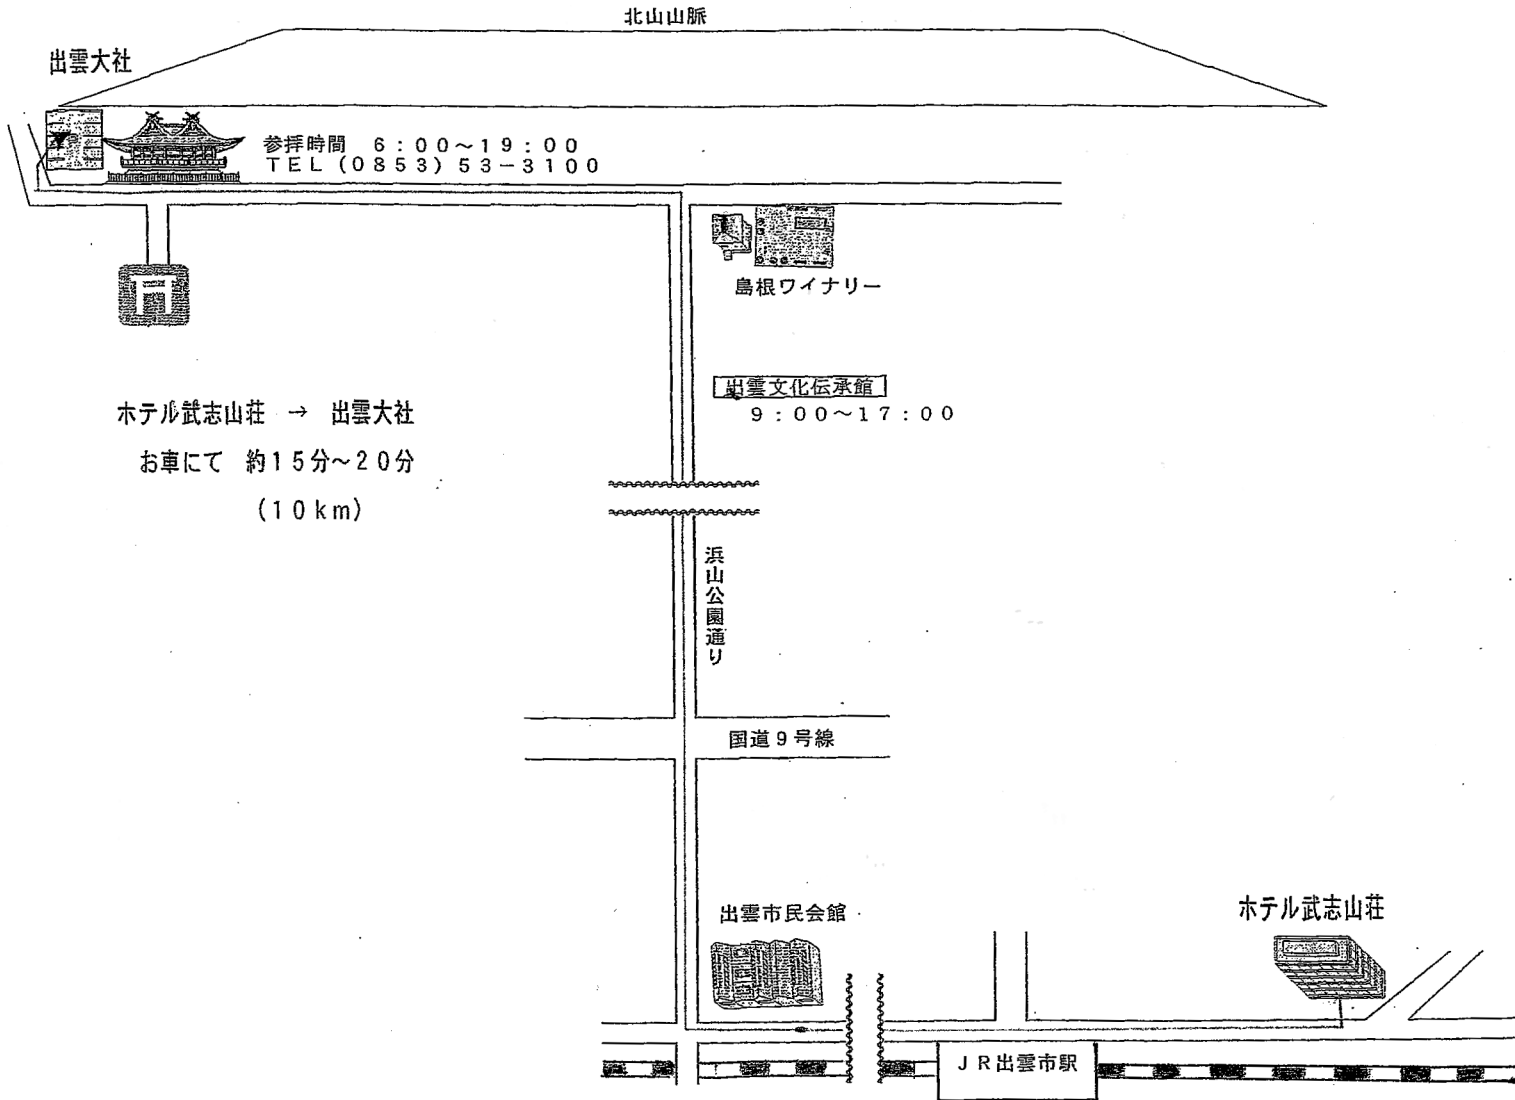 北山山脈
出雲大社
参拝時間 6:00～19:00
TEL(0853)53-3100
島根ワイナリー
出雲文化伝承館
9:00～17:00
ホテル武志山荘 → 出雲大社
お車にて 約15分～20分
(10km)
浜山公園通り
国道9号線
出雲市民会館
ホテル武志山荘
JR出雲市駅